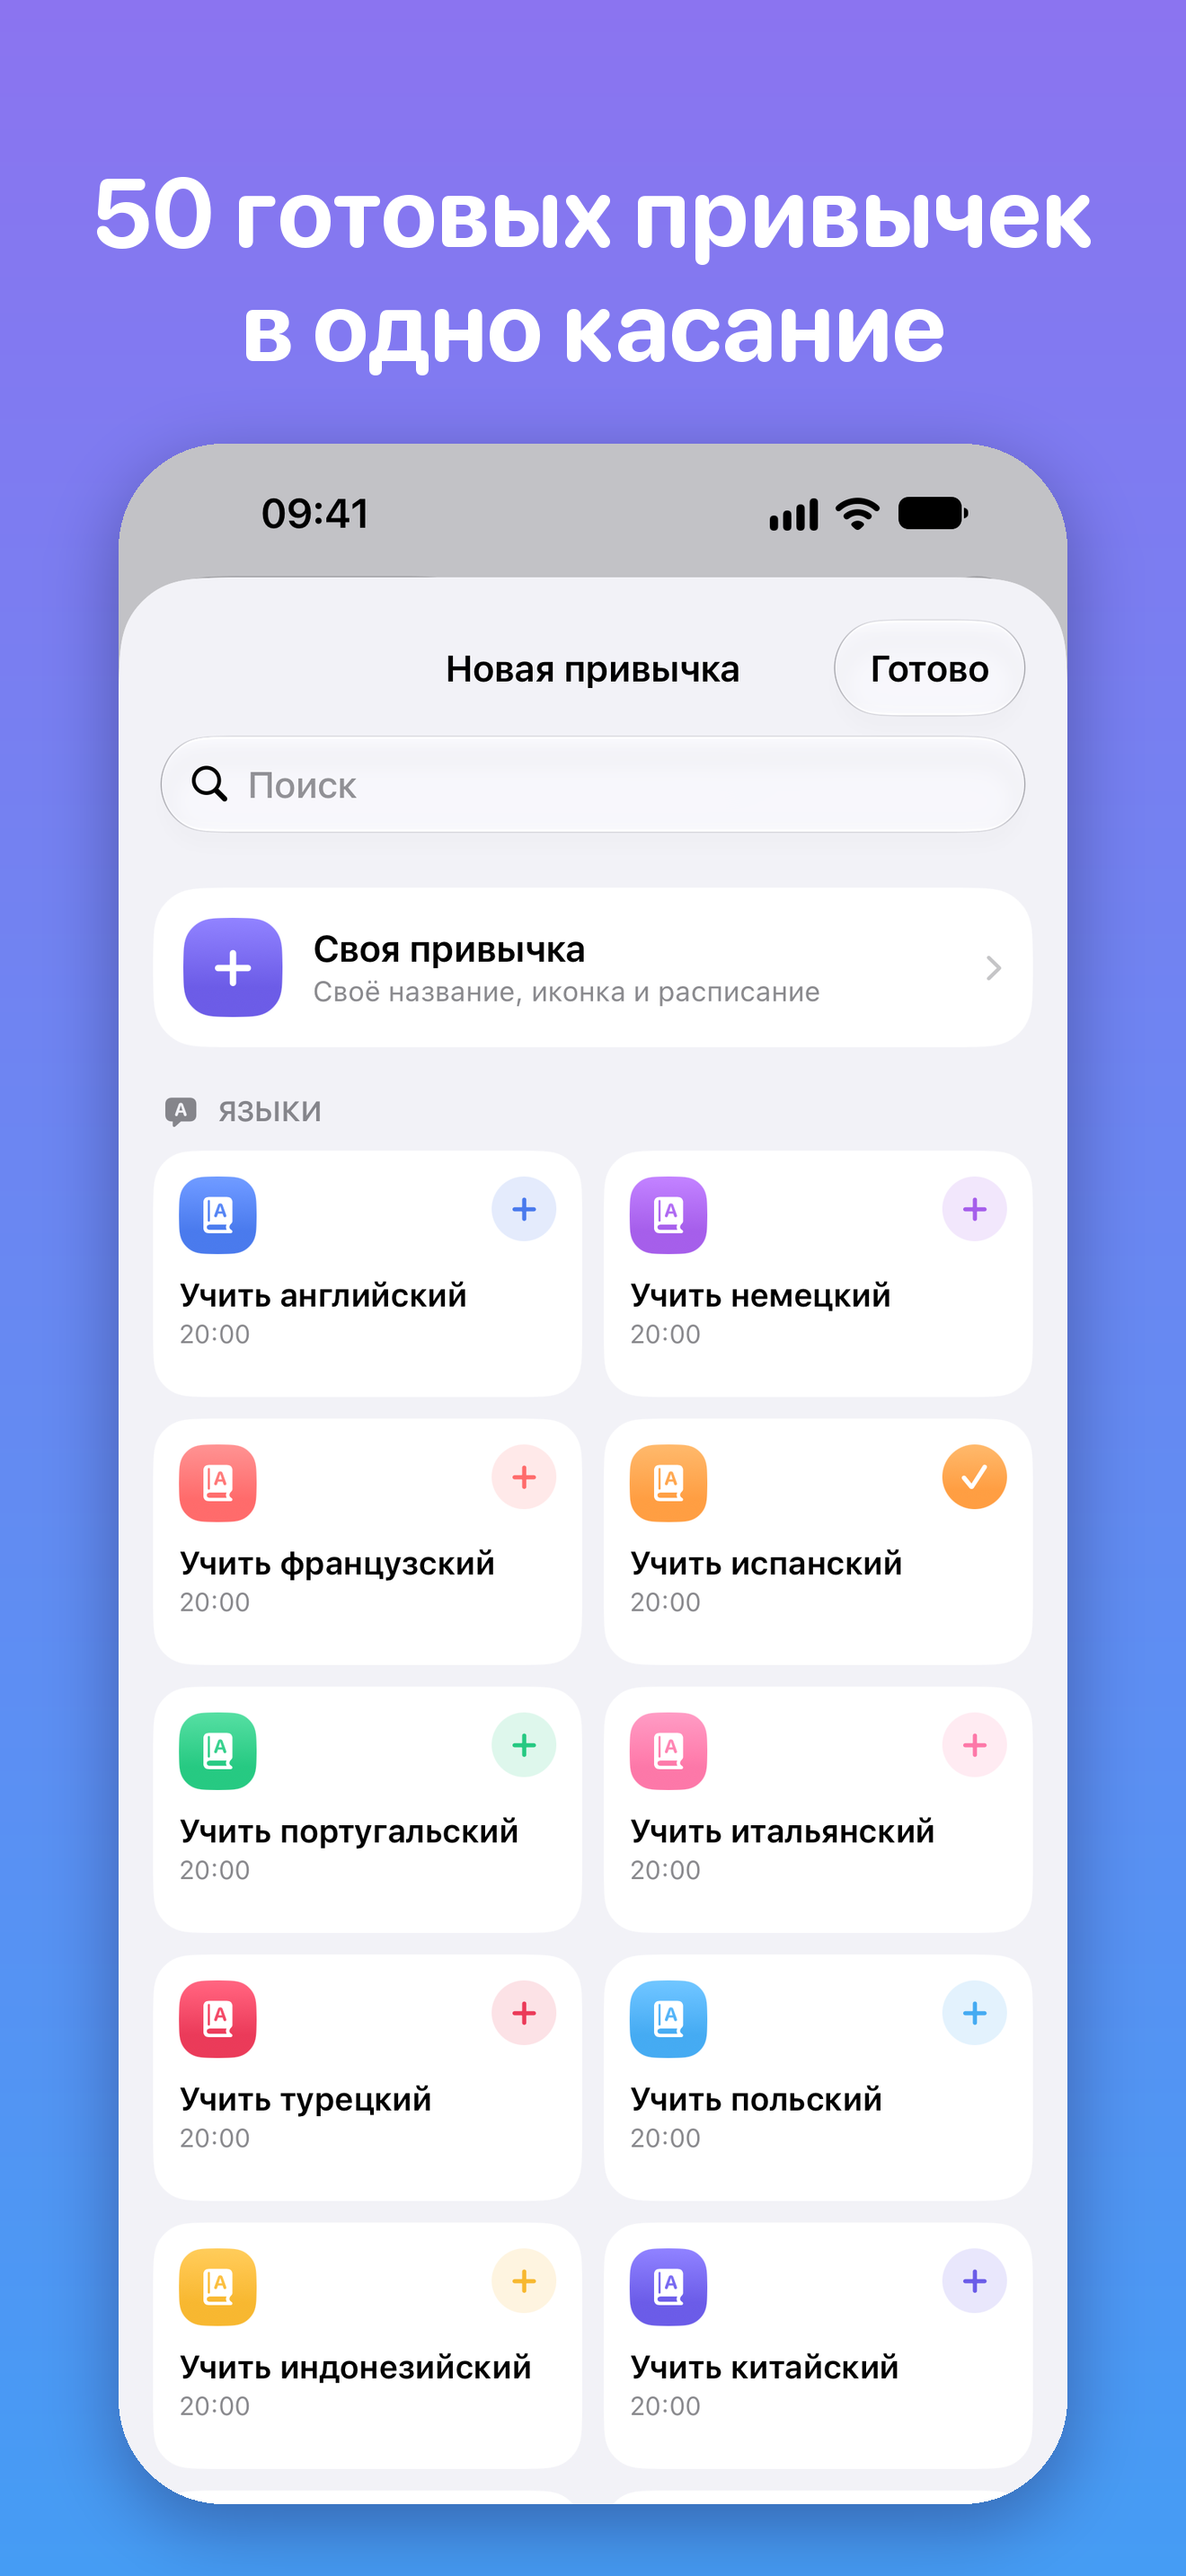 50 готовых привычек
в одно касание
09:41
Новая привычка
Готово
Поиск
Своя привычка
Своё название, иконка и расписание
ЯЗЫКИ
Учить английский
20:00
Учить немецкий
20:00
Учить французский
20:00
Учить испанский
20:00
Учить португальский
20:00
Учить итальянский
20:00
Учить турецкий
20:00
Учить польский
20:00
Учить индонезийский
20:00
Учить китайский
20:00